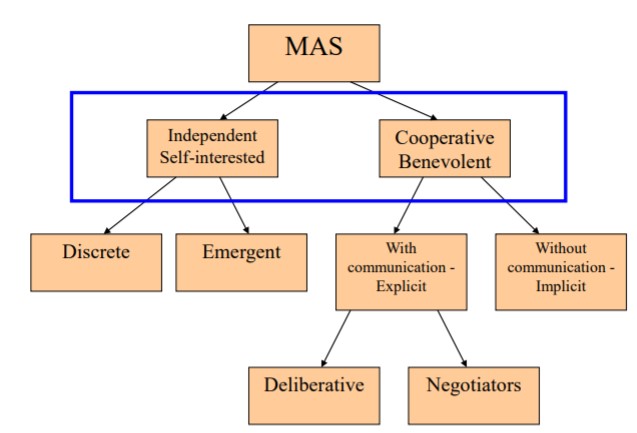 MAS
Independent
Self-interested
Cooperative
Benevolent
Discrete
Emergent
With
communication -
Explicit
Without
communication -
Implicit
Deliberative
Negotiators